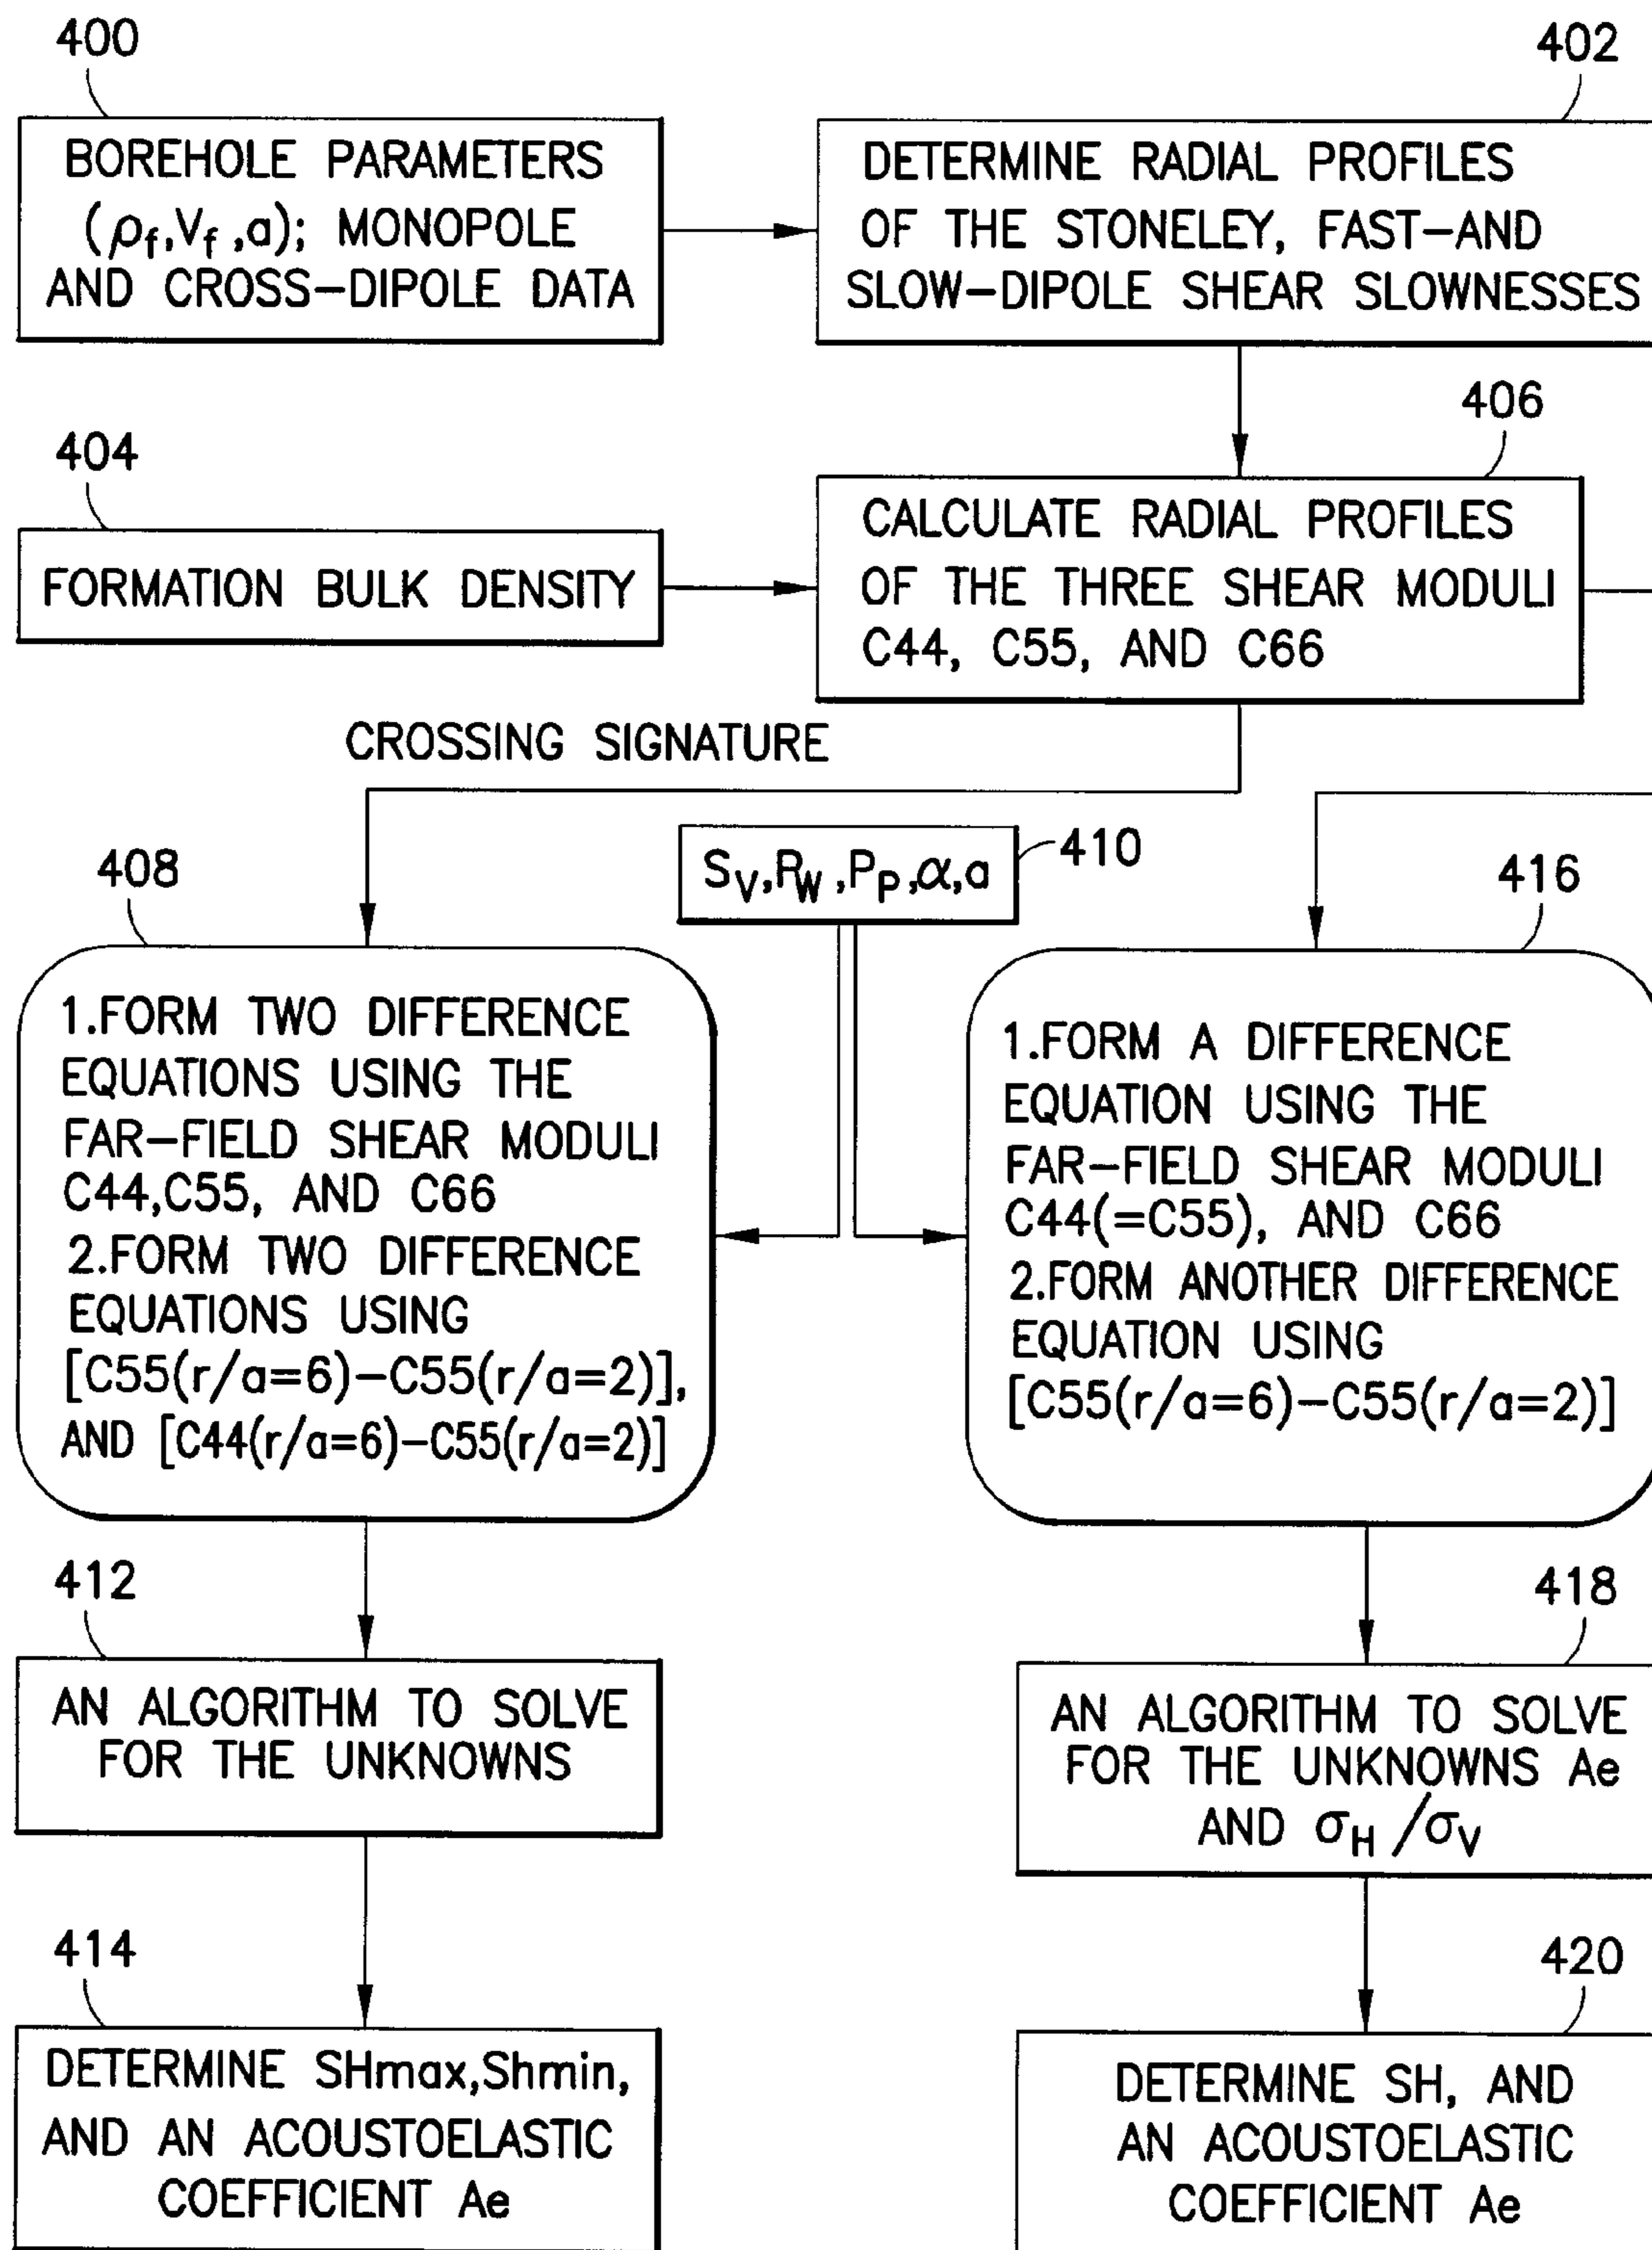 400
402
BOREHOLE PARAMETERS
(ρf,Vf,a); MONOPOLE
AND CROSS-DIPOLE DATA
DETERMINE RADIAL PROFILES
OF THE STONELEY, FAST-AND
SLOW-DIPOLE SHEAR SLOWNESSES
404
406
FORMATION BULK DENSITY
CALCULATE RADIAL PROFILES
OF THE THREE SHEAR MODULI
C44, C55, AND C66
CROSSING SIGNATURE
408
SV,PW,PP,α,a
410
416
1.FORM TWO DIFFERENCE
EQUATIONS USING THE
FAR-FIELD SHEAR MODULI
C44,C55, AND C66
2.FORM TWO DIFFERENCE
EQUATIONS USING
[C55(r/a=6)-C55(r/a=2)],
AND [C44(r/a=6)-C55(r/a=2)]
1.FORM A DIFFERENCE
EQUATION USING THE
FAR-FIELD SHEAR MODULI
C44(=C55), AND C66
2.FORM ANOTHER DIFFERENCE
EQUATION USING
[C55(r/a=6)-C55(r/a=2)]
412
418
AN ALGORITHM TO SOLVE
FOR THE UNKNOWNS
AN ALGORITHM TO SOLVE
FOR THE UNKNOWNS Ae
AND σH/σV
414
420
DETERMINE SHmax,Shmin,
AND AN ACOUSTOELASTIC
COEFFICIENT Ae
DETERMINE SH, AND
AN ACOUSTOELASTIC
COEFFICIENT Ae